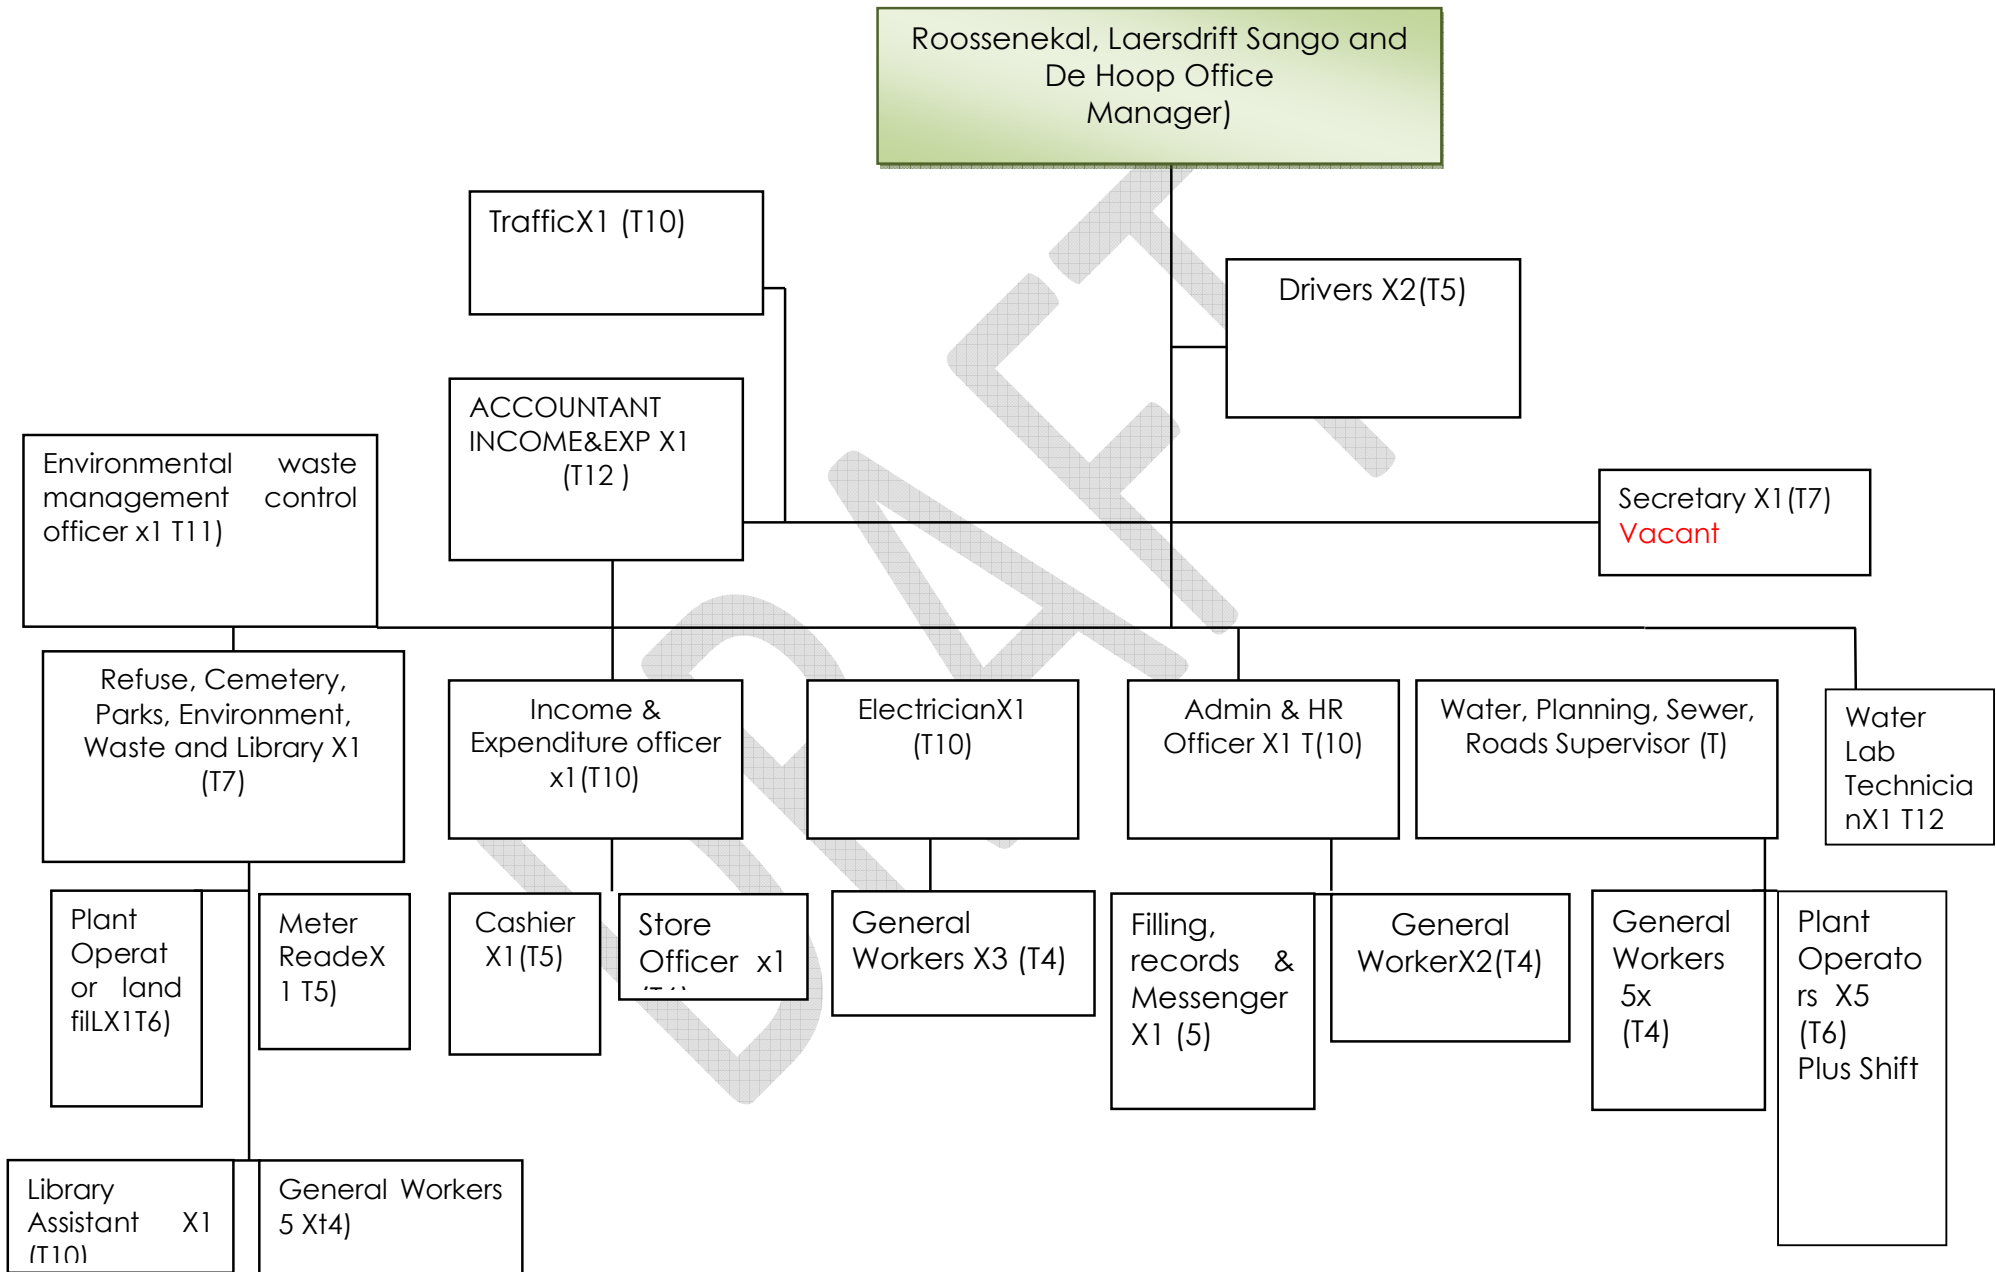 Roossenekal, Laersdrift Sango and
De Hoop Office
Manager)
TrafficX1 (T10)
Drivers X2(T5)
ACCOUNTANT
INCOME&EXP X1
(T12 )
Environmental waste
management control
officer x1 T11)
Secretary X1(T7)
Vacant
Refuse, Cemetery,
Parks, Environment,
Waste and Library X1
(T7)
Income &
Expenditure officer
x1(T10)
ElectricianX1
(T10)
Admin & HR
Officer X1 T(10)
Water, Planning, Sewer,
Roads Supervisor (T)
Water
Lab
Technicia
nX1 T12
Plant
Operat
or land
filLX1T6)
Meter
ReadeX
1 T5)
Cashier
X1(T5)
Store
Officer x1
General
Workers X3 (T4)
Filling,
records &
Messenger
X1 (5)
General
WorkerX2(T4)
General
Workers
5x
(T4)
Plant
Operato
rs X5
(T6)
Plus Shift
Library
Assistant X1
(T10)
General Workers
5 Xt4)
DRAFT